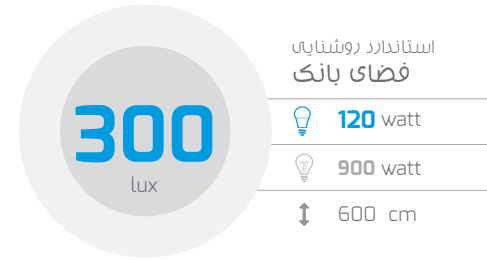 استاندارد روشنایی
فضای بانک
300
lux
120 watt
900 watt
600 cm